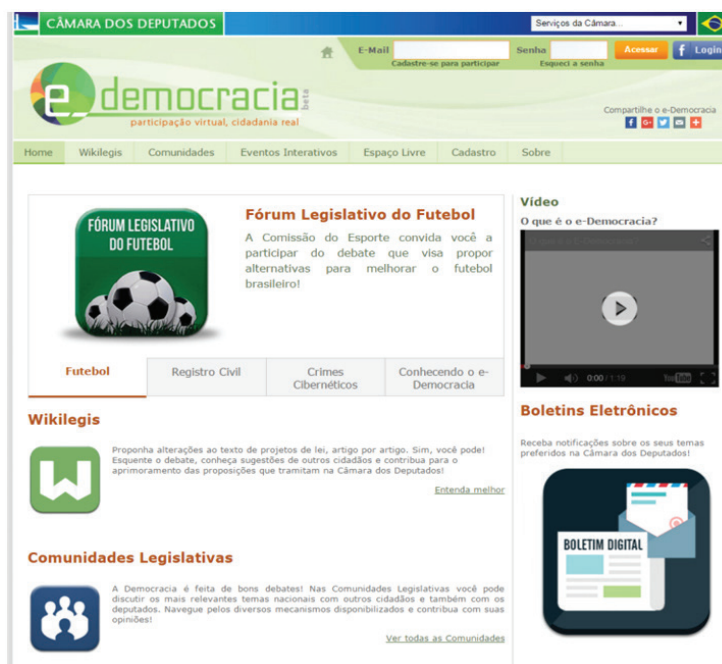 CÂMARA DOS DEPUTADOS
Serviços da Câmara...
E-Mail
Senha
Acessar
f Login
Cadastre-se para participar
Esqueci a senha
e democracia beta
participação virtual, cidadania real
Compartilhe o e-Democracia
Home Wikilegis Comunidades Eventos Interativos Espaço Livre Cadastro Sobre
FÓRUM LEGISLATIVO
DO FUTEBOL
Fórum Legislativo do Futebol
A Comissão do Esporte convida você a
participar do debate que visa propor
alternativas para melhorar o futebol
brasileiro!
Futebol
Registro Civil
Crimes
Cibernéticos
Conhecendo o e-
Democracia
Vídeo
O que é o e-Democracia?
0:00 / 1:19
YouTube
Wikilegis
Proponha alterações ao texto de projetos de lei, artigo por artigo. Sim, você pode!
Esquente o debate, conheça sugestões de outros cidadãos e contribua para o
aprimoramento das proposições que tramitam na Câmara dos Deputados!
Entenda melhor
Boletins Eletrônicos
Receba notificações sobre os seus temas
preferidos na Câmara dos Deputados!
BOLETIM DIGITAL
Comunidades Legislativas
A Democracia é feita de bons debates! Nas Comunidades Legislativas você pode
discutir os mais relevantes temas nacionais com outros cidadãos e também com os
deputados. Navegue pelos diversos mecanismos disponibilizados e contribua com suas
opiniões!
Ver todas as Comunidades